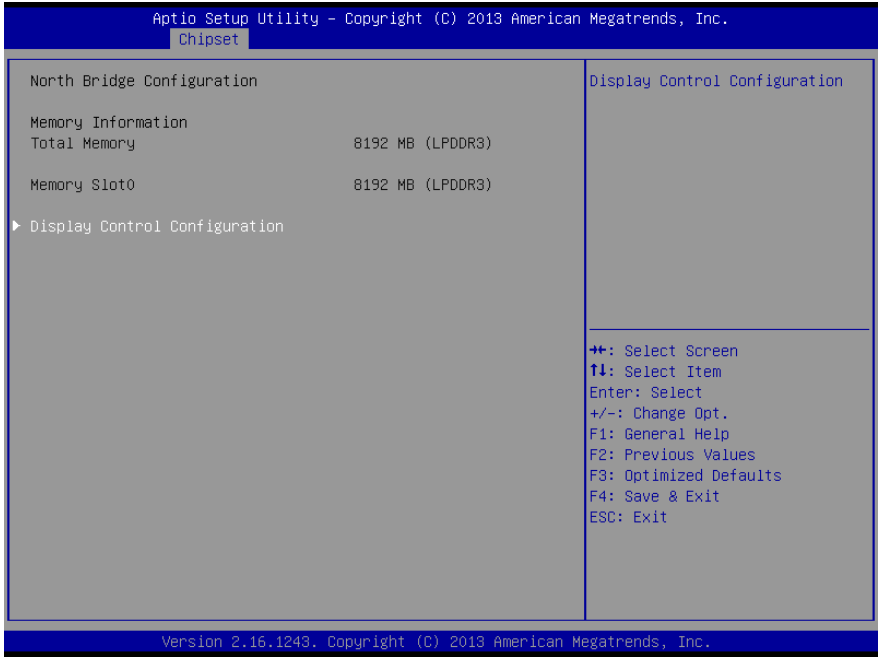 Aptio Setup Utility – Copyright (C) 2013 American Megatrends, Inc.
Chipset
North Bridge Configuration
Memory Information
Total Memory 8192 MB (LPDDR3)
Memory Slot0 8192 MB (LPDDR3)
▶ Display Control Configuration
Display Control Configuration
→←: Select Screen
↑↓: Select Item
Enter: Select
+/-: Change Opt.
F1: General Help
F2: Previous Values
F3: Optimized Defaults
F4: Save & Exit
ESC: Exit
Version 2.16.1243. Copyright (C) 2013 American Megatrends, Inc.